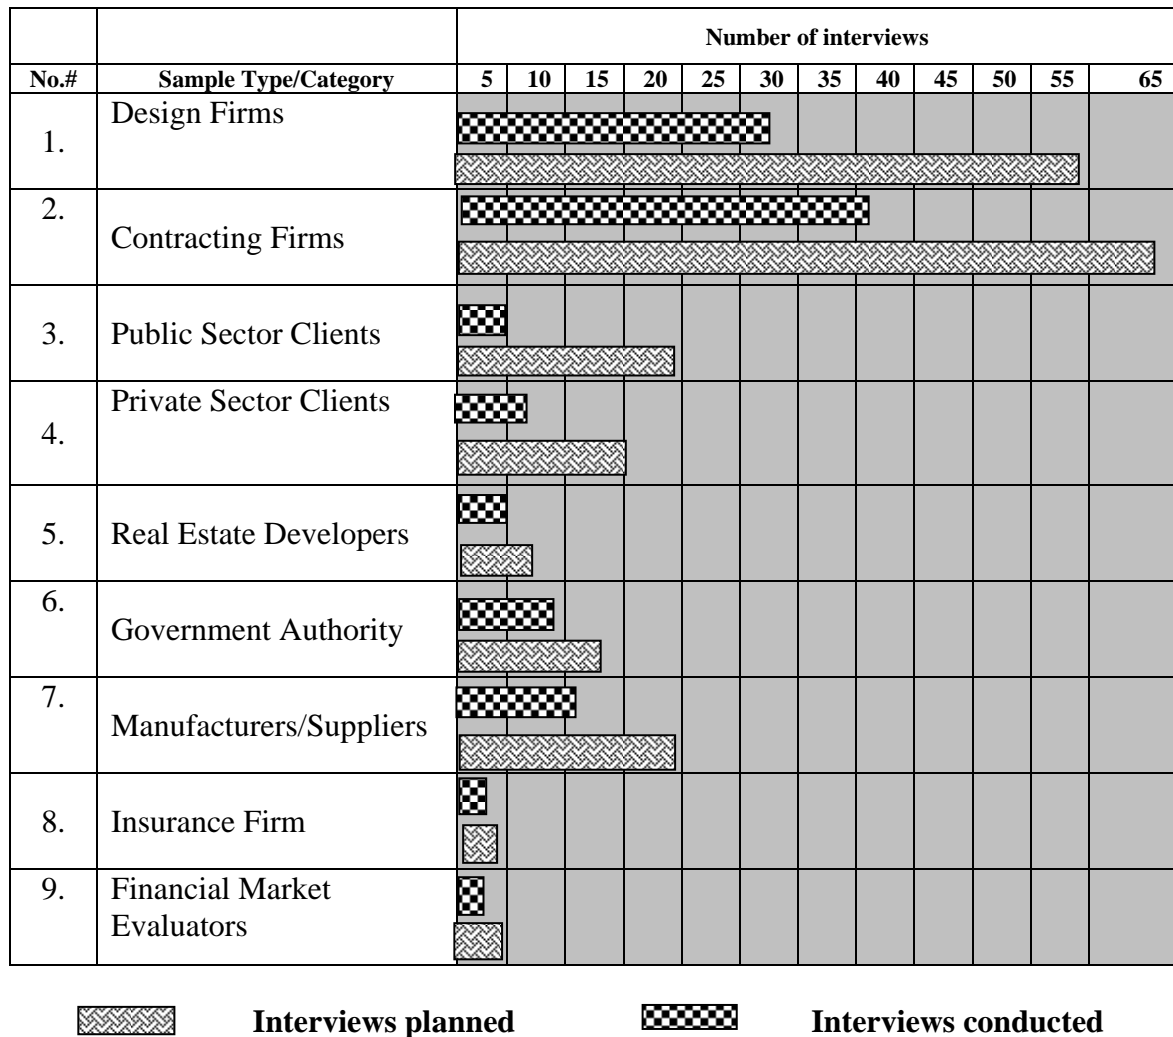 Number of interviews
No.# Sample Type/Category 5 10 15 20 25 30 35 40 45 50 55 65
1. Design Firms
2. Contracting Firms
3. Public Sector Clients
4. Private Sector Clients
5. Real Estate Developers
6. Government Authority
7. Manufacturers/Suppliers
8. Insurance Firm
9. Financial Market
Evaluators
Interviews planned Interviews conducted